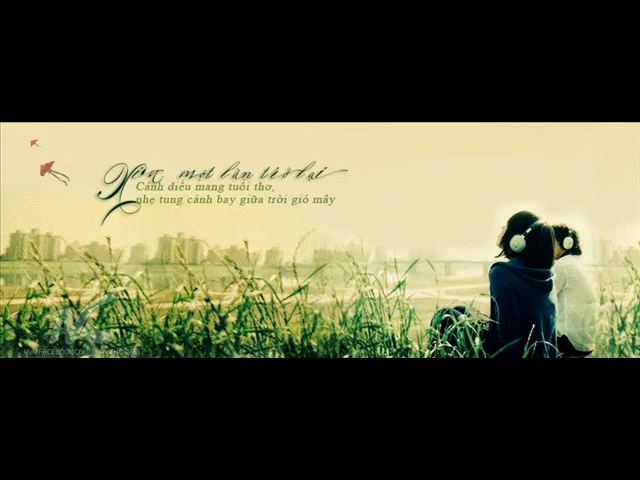 Xin một lần trở lại
Cánh diều mang tuổi thơ,
nhẹ tung cánh bay giữa trời gió mây